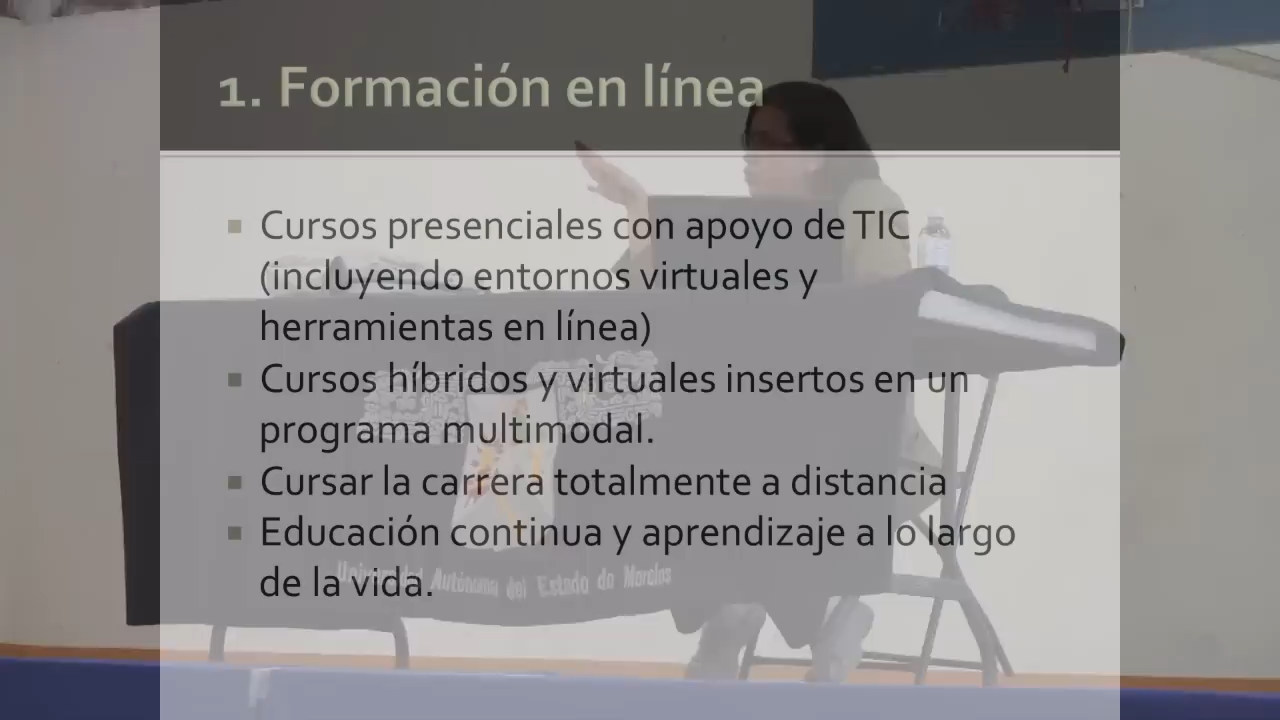 1. Formación en línea
Cursos presenciales con apoyo de TIC
(incluyendo entornos virtuales y
herramientas en línea)
Cursos híbridos y virtuales insertos en un
programa multimodal.
Cursar la carrera totalmente a distancia
Educación continua y aprendizaje a lo largo
de la vida.
Universidad Autónoma del Estado de Morelos